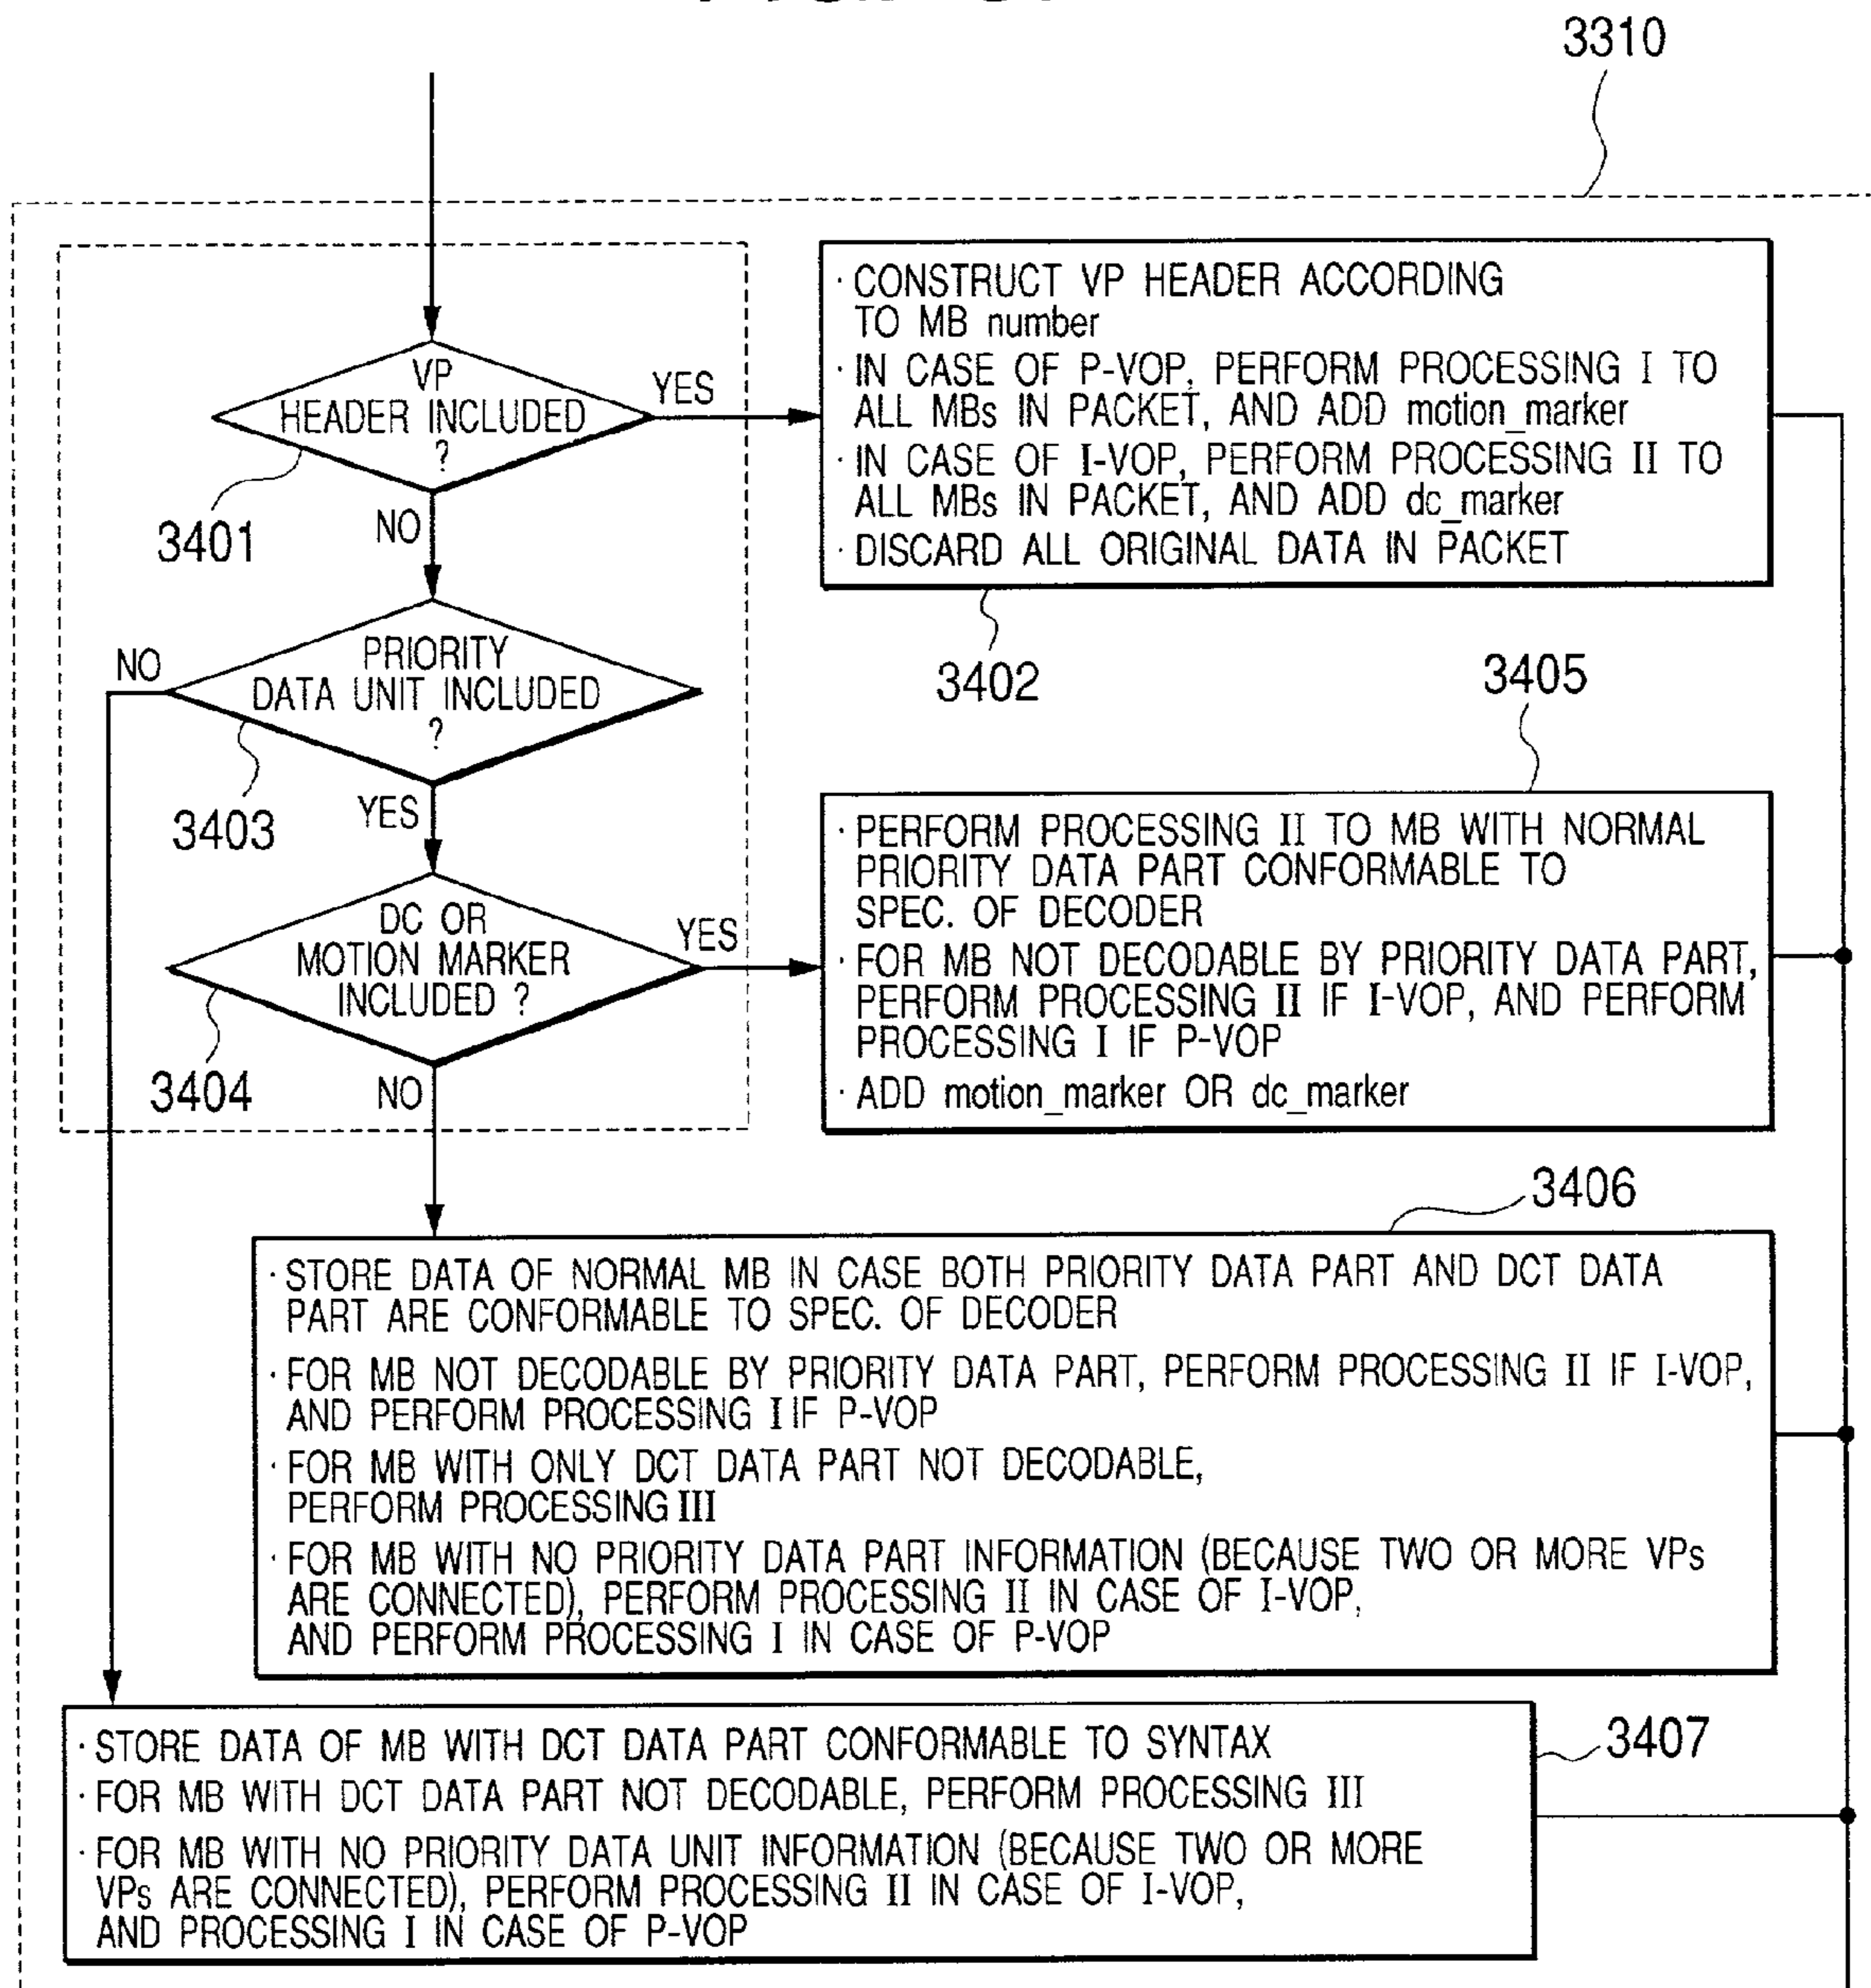 3310
VP
HEADER INCLUDED
?
YES
NO
3401
· CONSTRUCT VP HEADER ACCORDING
TO MB number
· IN CASE OF P-VOP, PERFORM PROCESSING I TO
ALL MBs IN PACKET, AND ADD motion_marker
· IN CASE OF I-VOP, PERFORM PROCESSING II TO
ALL MBs IN PACKET, AND ADD dc_marker
· DISCARD ALL ORIGINAL DATA IN PACKET
3402
PRIORITY
DATA UNIT INCLUDED
?
NO
YES
3403
3405
DC OR
MOTION MARKER
INCLUDED ?
YES
NO
3404
· PERFORM PROCESSING II TO MB WITH NORMAL
PRIORITY DATA PART CONFORMABLE TO
SPEC. OF DECODER
· FOR MB NOT DECODABLE BY PRIORITY DATA PART,
PERFORM PROCESSING II IF I-VOP, AND PERFORM
PROCESSING I IF P-VOP
· ADD motion_marker OR dc_marker
3406
· STORE DATA OF NORMAL MB IN CASE BOTH PRIORITY DATA PART AND DCT DATA
PART ARE CONFORMABLE TO SPEC. OF DECODER
· FOR MB NOT DECODABLE BY PRIORITY DATA PART, PERFORM PROCESSING II IF I-VOP,
AND PERFORM PROCESSING I IF P-VOP
· FOR MB WITH ONLY DCT DATA PART NOT DECODABLE,
PERFORM PROCESSING III
· FOR MB WITH NO PRIORITY DATA PART INFORMATION (BECAUSE TWO OR MORE VPs
ARE CONNECTED), PERFORM PROCESSING II IN CASE OF I-VOP,
AND PERFORM PROCESSING I IN CASE OF P-VOP
3407
· STORE DATA OF MB WITH DCT DATA PART CONFORMABLE TO SYNTAX
· FOR MB WITH DCT DATA PART NOT DECODABLE, PERFORM PROCESSING III
· FOR MB WITH NO PRIORITY DATA UNIT INFORMATION (BECAUSE TWO OR MORE
VPs ARE CONNECTED), PERFORM PROCESSING II IN CASE OF I-VOP,
AND PROCESSING I IN CASE OF P-VOP